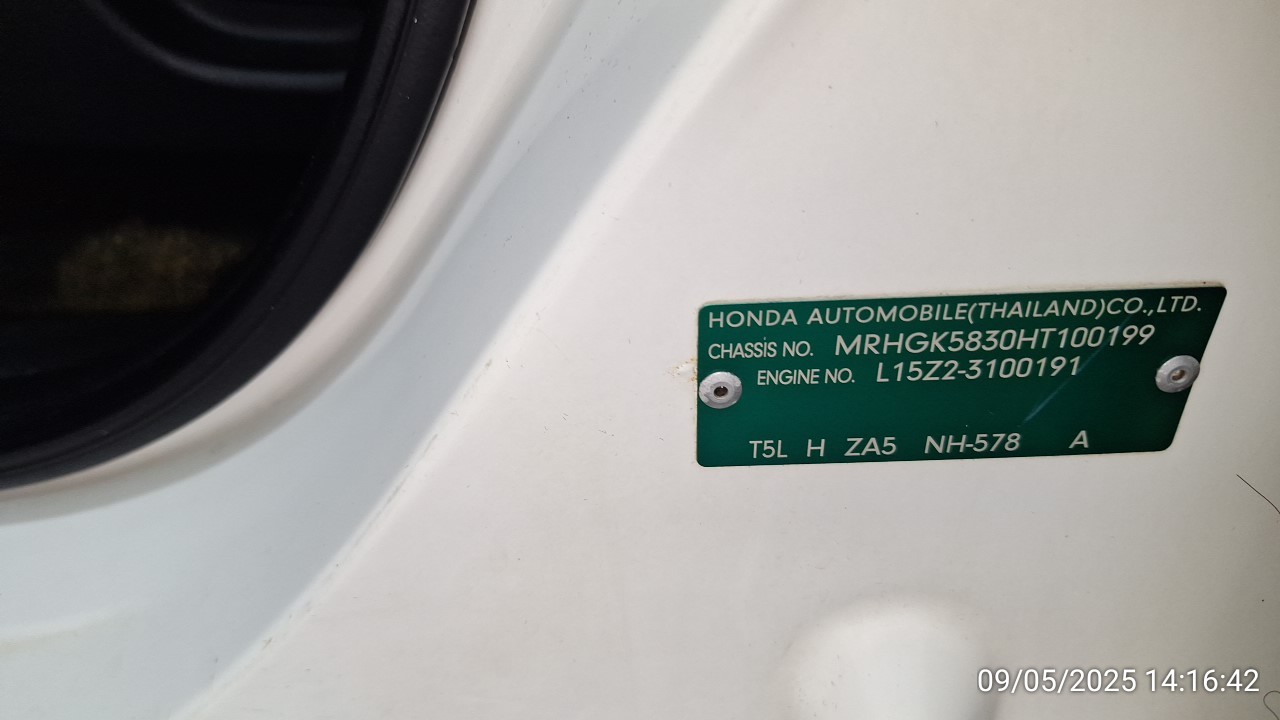 HONDA AUTOMOBILE(THAILAND)CO.,LTD.
CHASSIS NO. MRHGK5830HT100199
ENGINE NO. L15Z2-3100191
T5L H ZA5 NH-578 A
09/05/2025 14:16:42